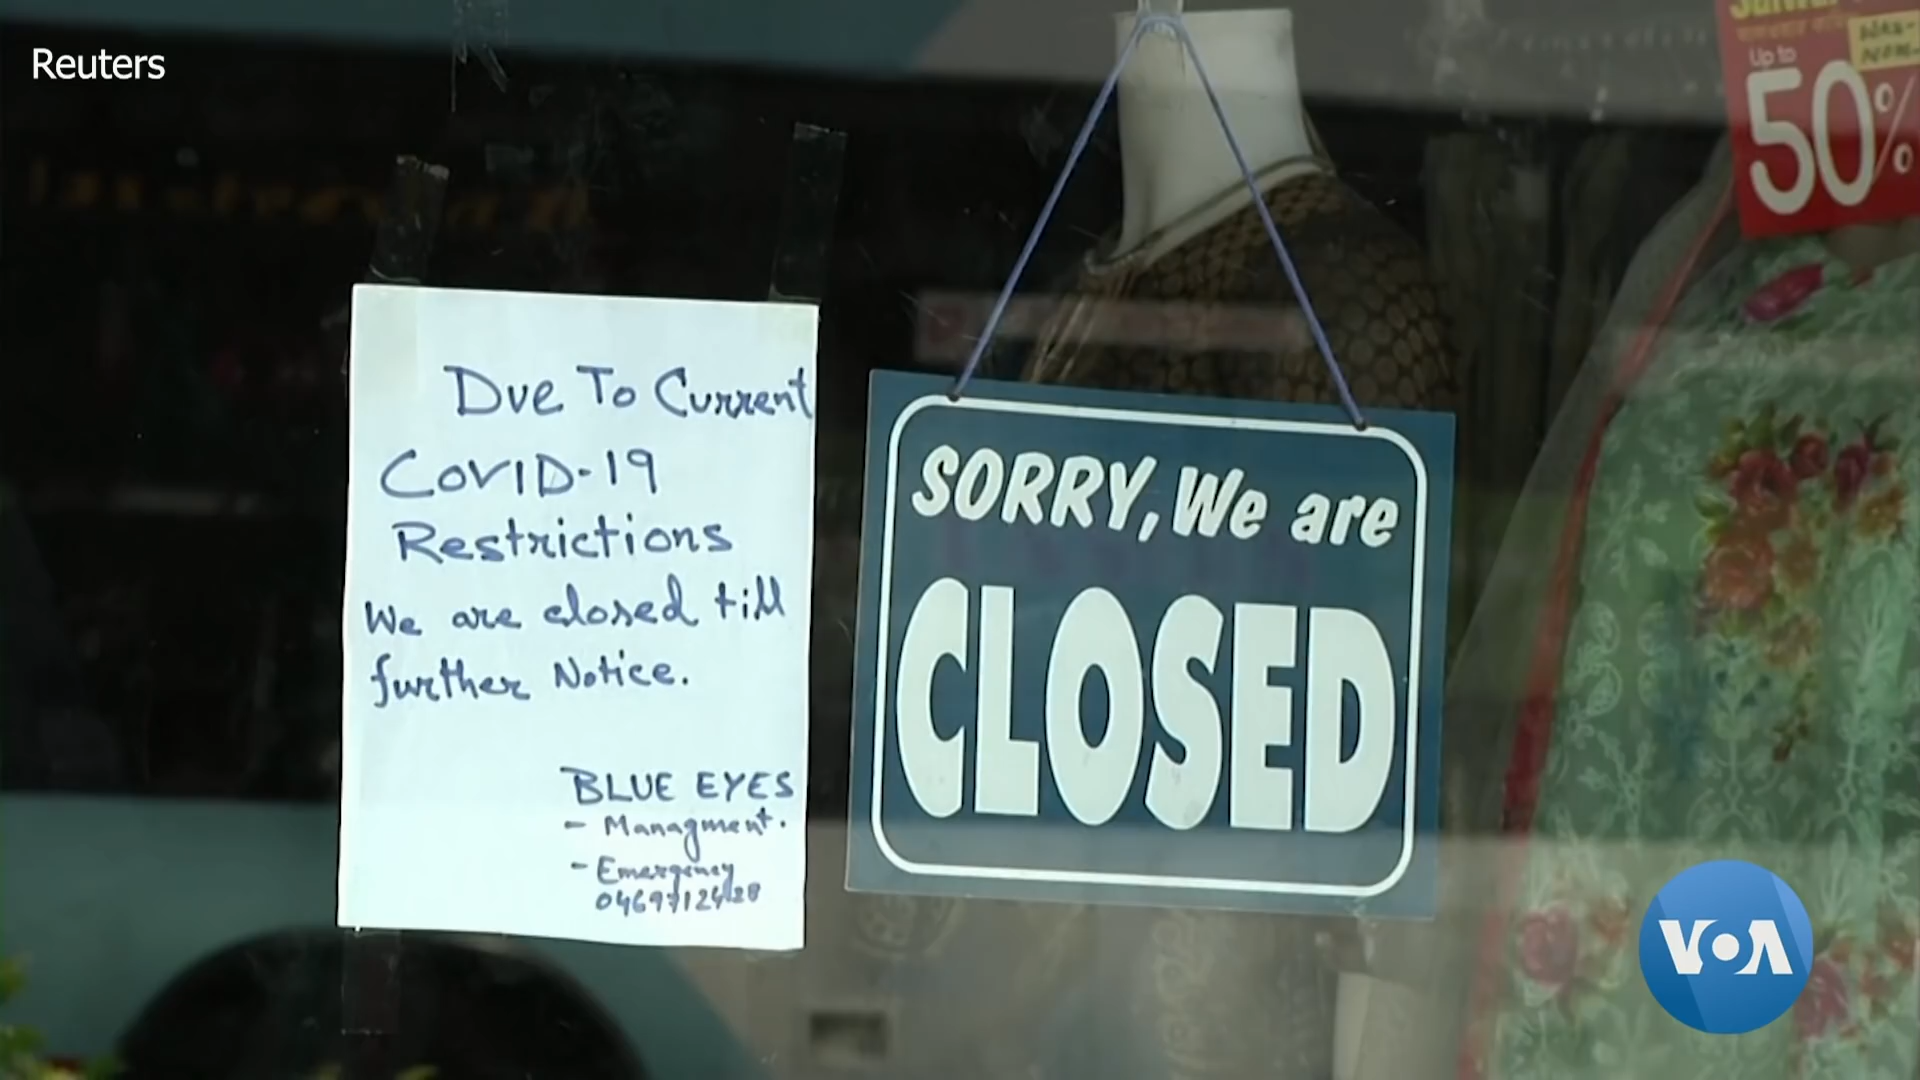 Reuters
Due To Current
COVID-19
Restrictions
We are closed till
further Notice.
BLUE EYES
- Managment.
- Emergency
SORRY, We are
CLOSED
Up to
50%
VOA